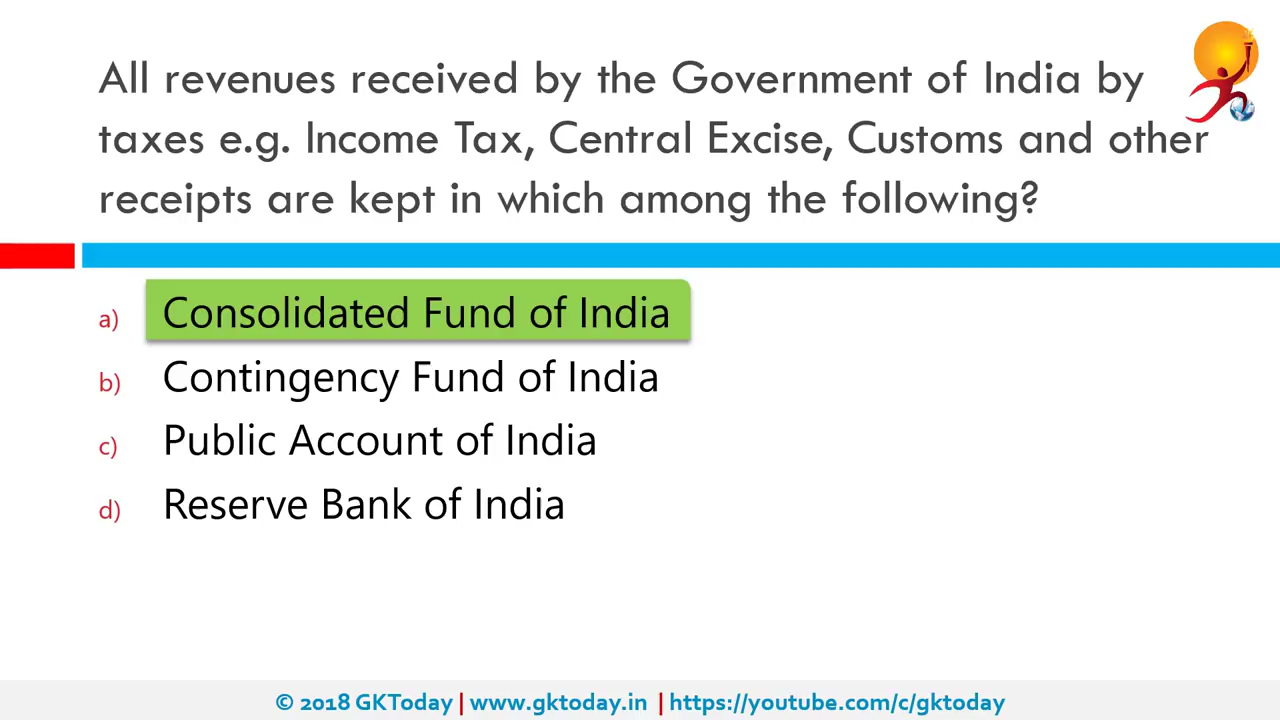 All revenues received by the Government of India by
taxes e.g. Income Tax, Central Excise, Customs and other
receipts are kept in which among the following?
a) Consolidated Fund of India
b) Contingency Fund of India
c) Public Account of India
d) Reserve Bank of India
© 2018 GKToday | www.gktoday.in | https://youtube.com/c/gktoday